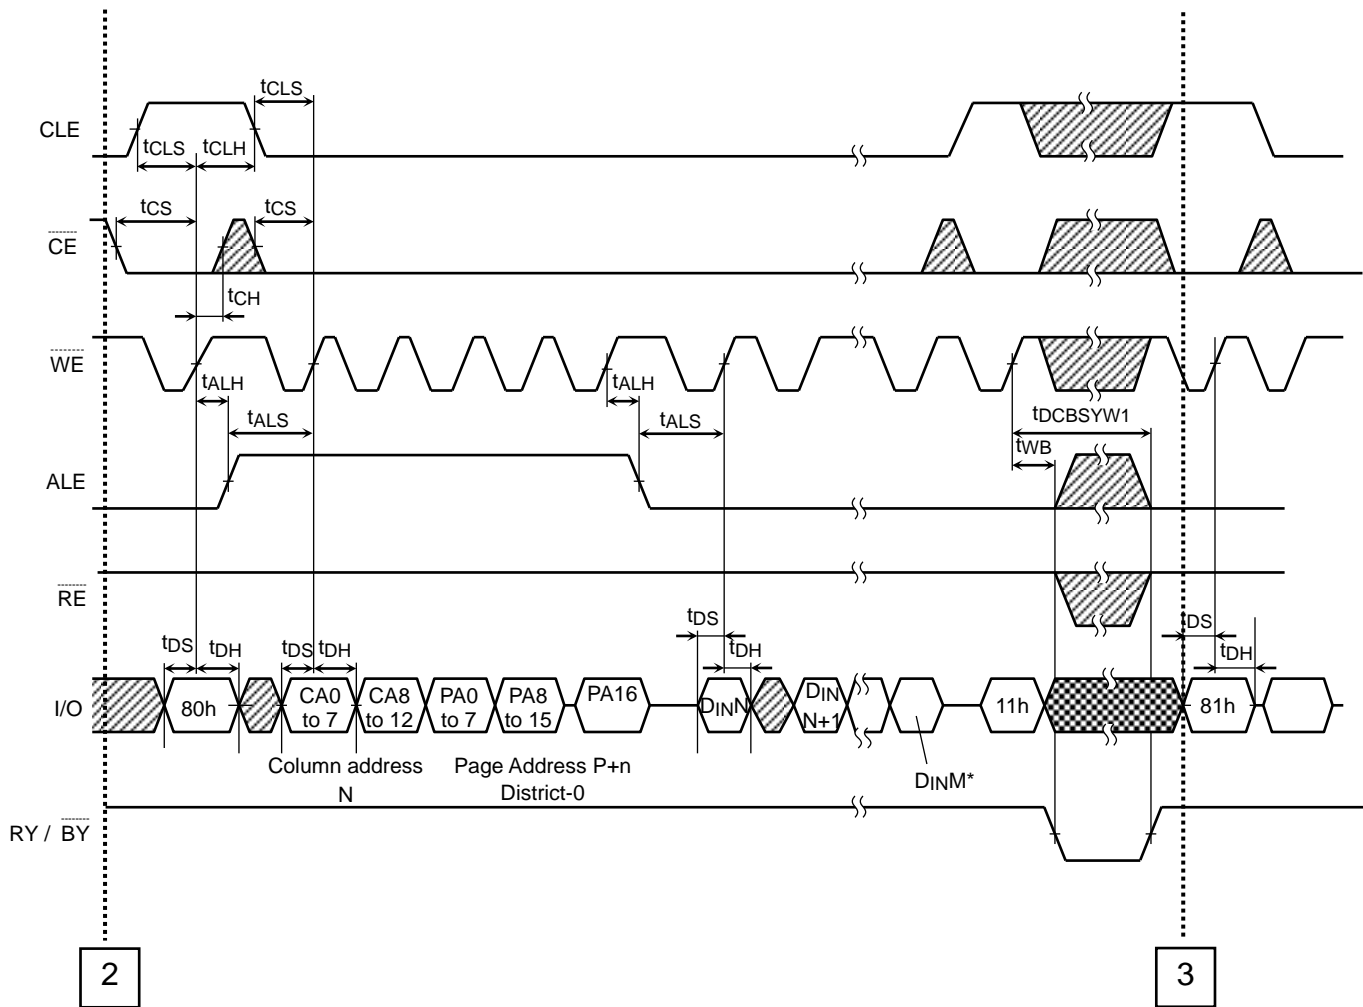 tCLS
CLE
tCLS tCLH
tCS tCS
CE
tCH
WE
tALH tALH
tALS tALS
tDCBSYW1
tWB
ALE
RE
tDS tDH tDS tDH tDS tDH tDS tDH
I/O
80h
CA0 to 7
CA8 to 12
PA0 to 7
PA8 to 15
PA16
DINN
DIN N+1
11h
81h
Column address
N
Page Address P+n
District-0
DINM*
RY / BY
2
3